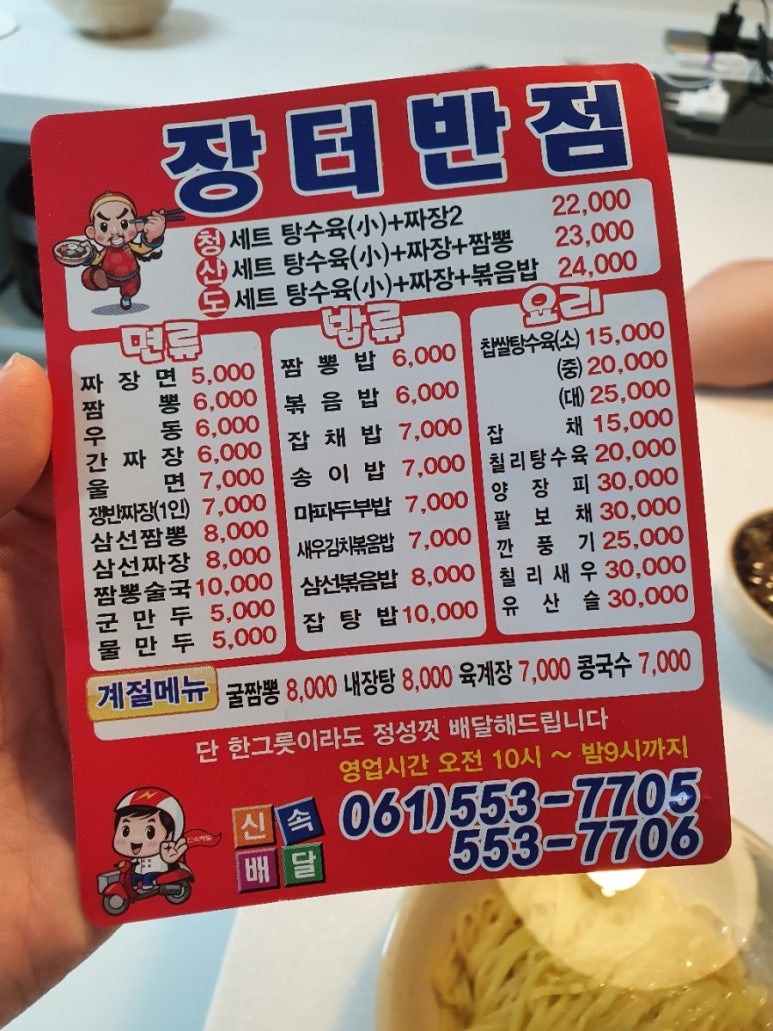 장터반점
청 세트 탕수육(小)+짜장2 22,000
산 세트 탕수육(小)+짜장+짬뽕 23,000
도 세트 탕수육(小)+짜장+볶음밥 24,000
면류
짜장면 5,000
짬뽕 6,000
우동 6,000
간짜장 6,000
울면 7,000
쟁반짜장(1인) 7,000
삼선짬뽕 8,000
삼선짜장 8,000
짬뽕술국 10,000
군만두 5,000
물만두 5,000
밥류
짬뽕밥 6,000
볶음밥 6,000
잡채밥 7,000
송이밥 7,000
마파두부밥 7,000
새우김치볶음밥 7,000
삼선볶음밥 8,000
잡탕밥 10,000
요리
찹쌀탕수육(소) 15,000
(중) 20,000
(대) 25,000
잡채 15,000
칠리탕수육 20,000
양장피 30,000
팔보채 30,000
깐풍기 25,000
칠리새우 30,000
유산슬 30,000
계절메뉴 굴짬뽕 8,000 내장탕 8,000 육계장 7,000 콩국수 7,000
단 한그릇이라도 정성껏 배달해드립니다
영업시간 오전 10시 ~ 밤9시까지
신속
배달
061)553-7705
553-7706